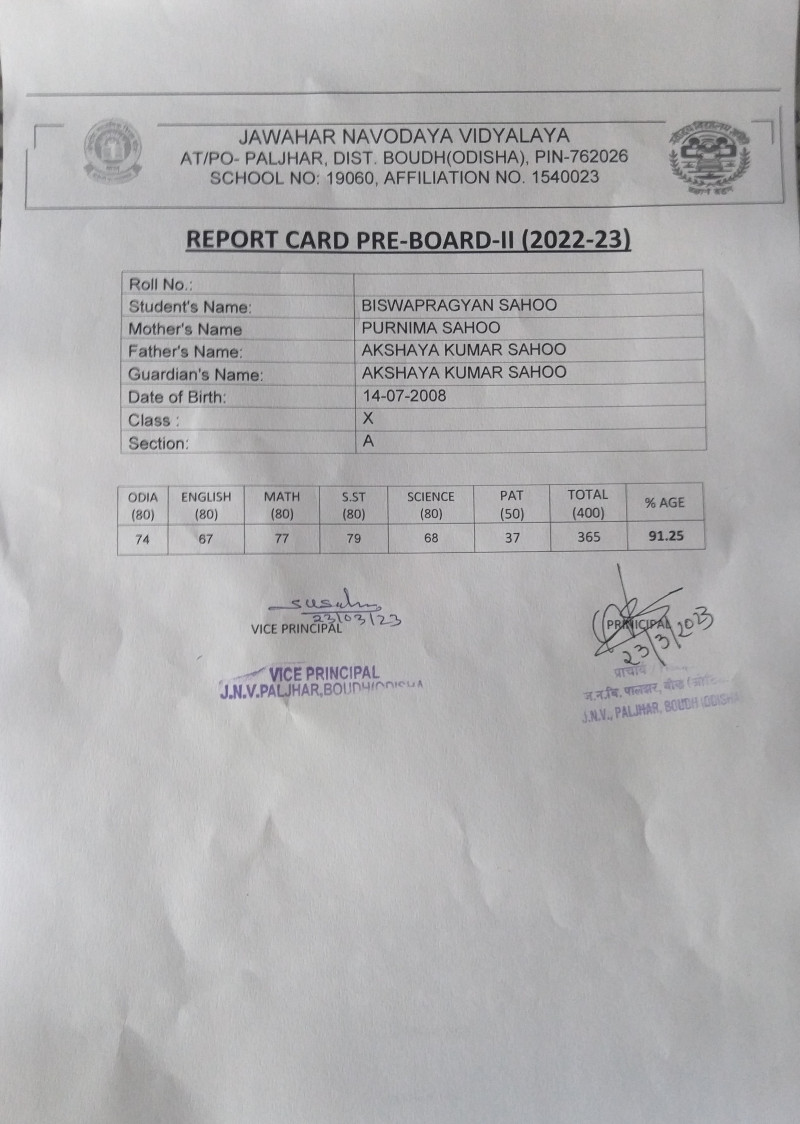 JAWAHAR NAVODAYA VIDYALAYA
AT/PO- PALJHAR, DIST. BOUDH(ODISHA), PIN-762026
SCHOOL NO: 19060, AFFILIATION NO. 1540023
REPORT CARD PRE-BOARD-II (2022-23)
Roll No.:
Student's Name: BISWAPRAGYAN SAHOO
Mother's Name PURNIMA SAHOO
Father's Name: AKSHAYA KUMAR SAHOO
Guardian's Name: AKSHAYA KUMAR SAHOO
Date of Birth: 14-07-2008
Class : X
Section: A
ODIA ENGLISH MATH S.ST SCIENCE PAT TOTAL % AGE
(80) (80) (80) (80) (80) (50) (400)
74 67 77 79 68 37 365 91.25
23/03/23
VICE PRINCIPAL
VICE PRINCIPAL
J.N.V.PALJHAR,BOUDH(ODISHA
PRINICIPAL
23/3/2023
प्राचार्य
ज.न.वि. पालझर, बौद्ध
J.N.V., PALJHAR, BOUDH (ODISHA)